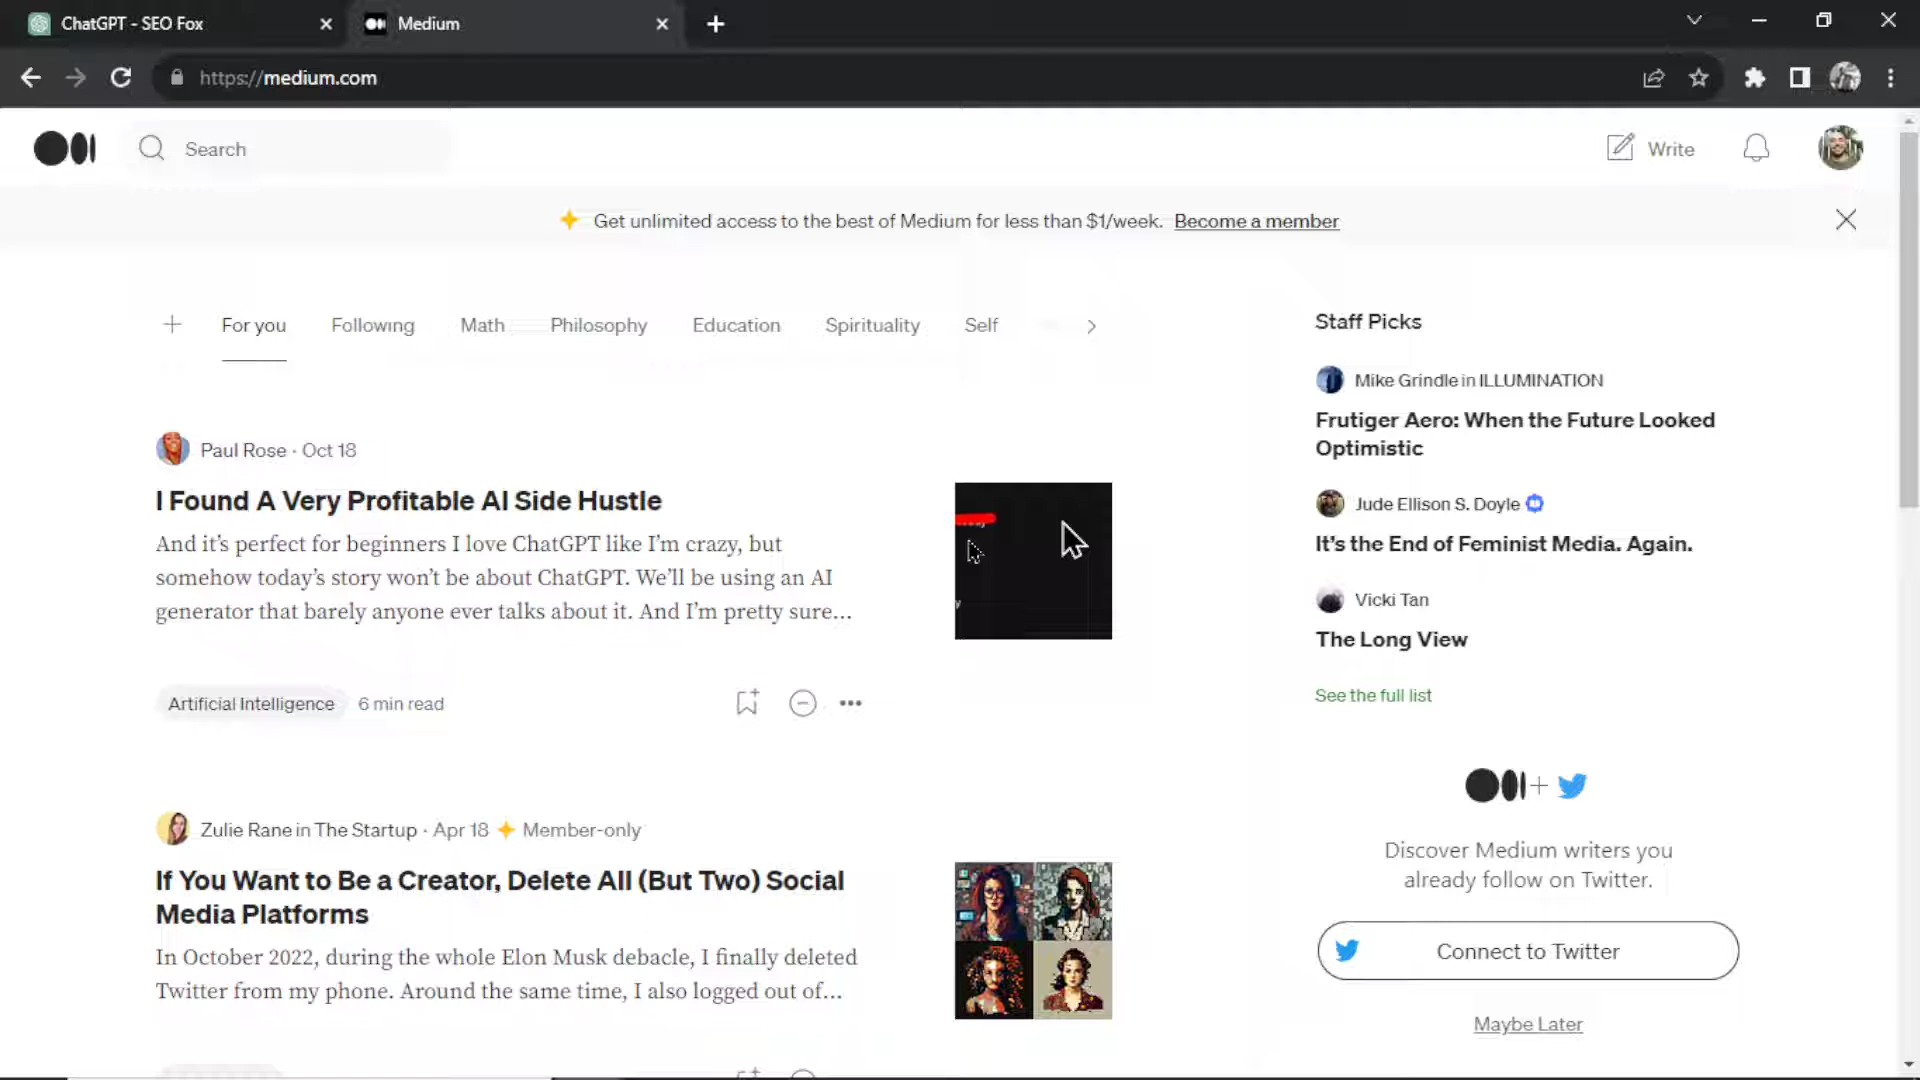 ChatGPT - SEO Fox
Medium
https://medium.com
Search
Write
Get unlimited access to the best of Medium for less than $1/week. Become a member
For you
Following
Math
Philosophy
Education
Spirituality
Self
Paul Rose · Oct 18
I Found A Very Profitable AI Side Hustle
And it’s perfect for beginners I love ChatGPT like I’m crazy, but
somehow today’s story won’t be about ChatGPT. We’ll be using an AI
generator that barely anyone ever talks about it. And I’m pretty sure...
Artificial Intelligence
6 min read
Zulie Rane in The Startup · Apr 18
Member-only
If You Want to Be a Creator, Delete All (But Two) Social
Media Platforms
In October 2022, during the whole Elon Musk debacle, I finally deleted
Twitter from my phone. Around the same time, I also logged out of...
Staff Picks
Mike Grindle in ILLUMINATION
Frutiger Aero: When the Future Looked
Optimistic
Jude Ellison S. Doyle
It’s the End of Feminist Media. Again.
Vicki Tan
The Long View
See the full list
Discover Medium writers you
already follow on Twitter.
Connect to Twitter
Maybe Later